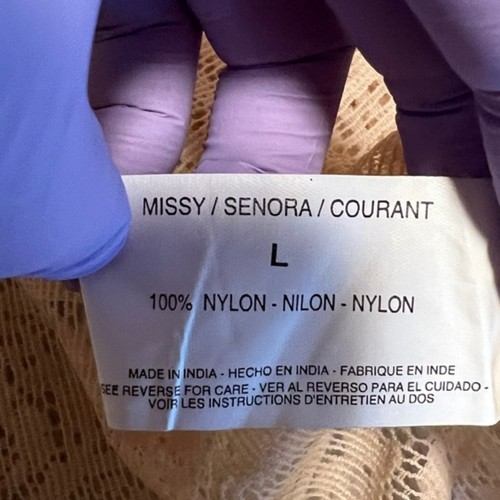 MISSY / SENORA / COURANT
L
100% NYLON - NILON - NYLON
MADE IN INDIA - HECHO EN INDIA - FABRIQUE EN INDE
SEE REVERSE FOR CARE - VER AL REVERSO PARA EL CUIDADO -
VOIR LES INSTRUCTIONS D'ENTRETIEN AU DOS